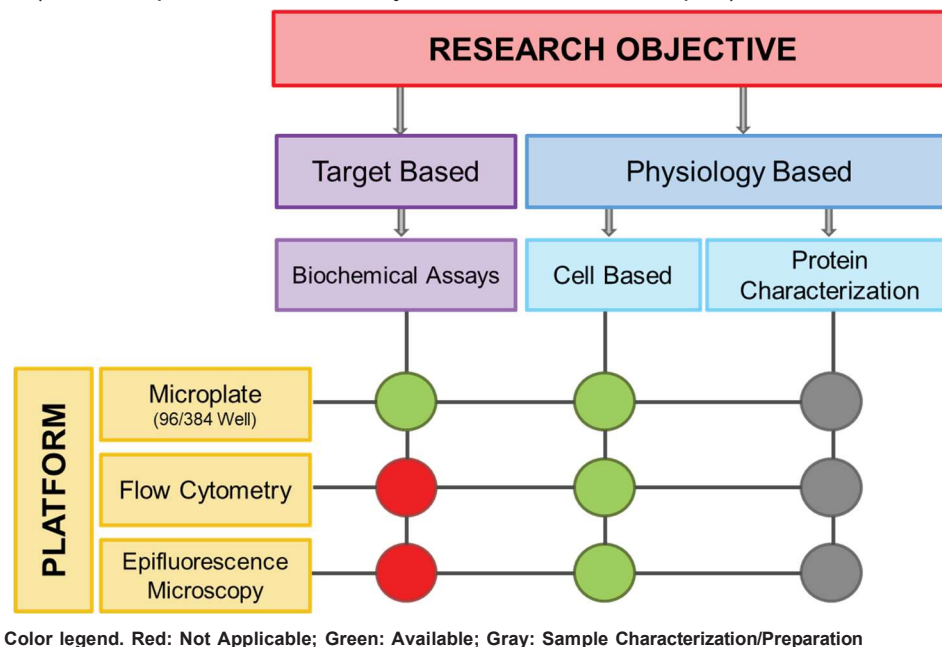 RESEARCH OBJECTIVE
Target Based
Physiology Based
Biochemical Assays
Cell Based
Protein
Characterization
PLATFORM
Microplate
(96/384 Well)
Flow Cytometry
Epifluorescence
Microscopy
Color legend. Red: Not Applicable; Green: Available; Gray: Sample Characterization/Preparation